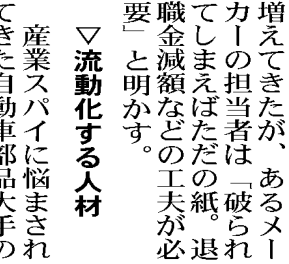 増えてきたが、あるメー
カーの担当者は「破られ
てしまえばただの紙。退
職金減額などの工夫が必
要」と明かす。
▽流動化する人材
産業スパイに悩まされ
てきた自動車部品大手の